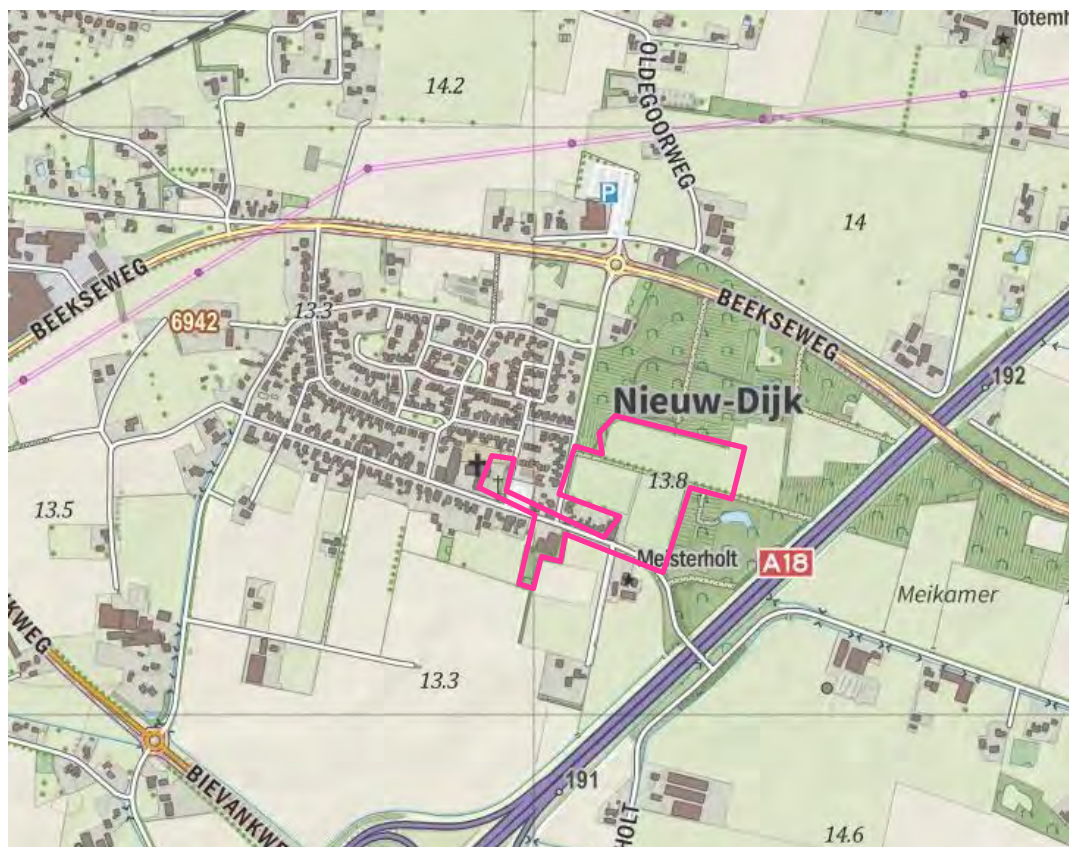 Totemh
14.2
OLDEGOORWEG
P
14
BEEKSEWEG
6942
13.3
BEEKSEWEG
192
Nieuw-Dijk
13.8
13.5
Meisterholt
A18
Meikamer
KWEG
13.3
191
BIEVANKWE
HOLT
14.6